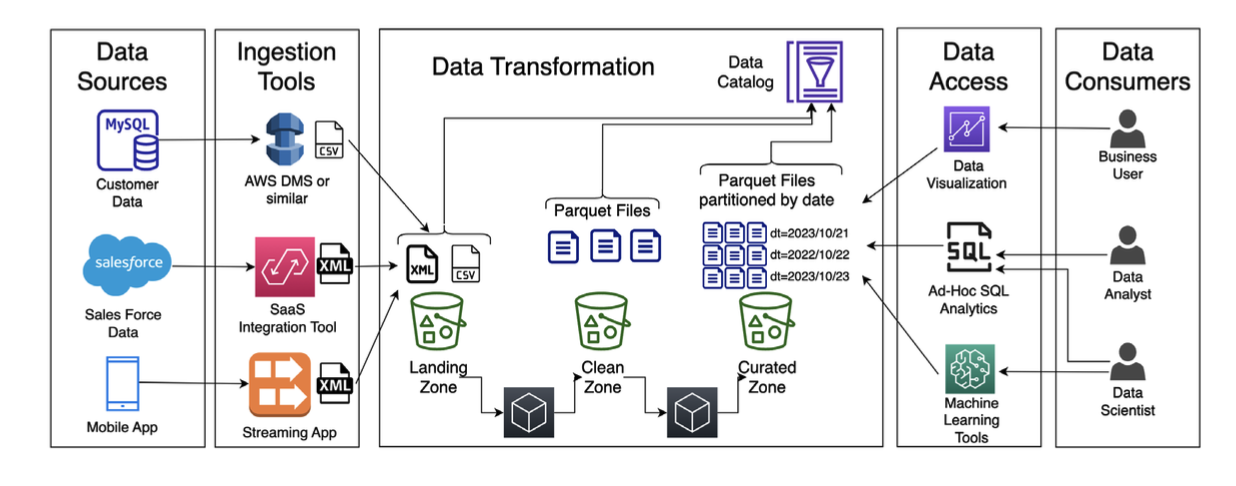 Data
Sources
MySQL
Customer
Data
salesforce
Sales Force
Data
Mobile App
Ingestion
Tools
CSV
AWS DMS or
similar
XML
SaaS
Integration Tool
XML
Streaming App
Data Transformation
Data
Catalog
XML
CSV
Landing
Zone
Parquet Files
Clean
Zone
Parquet Files
partitioned by date
dt=2023/10/21
dt=2022/10/22
dt=2023/10/23
Curated
Zone
Data
Access
Data
Visualization
SQL
Ad-Hoc SQL
Analytics
Machine
Learning
Tools
Data
Consumers
Business
User
Data
Analyst
Data
Scientist